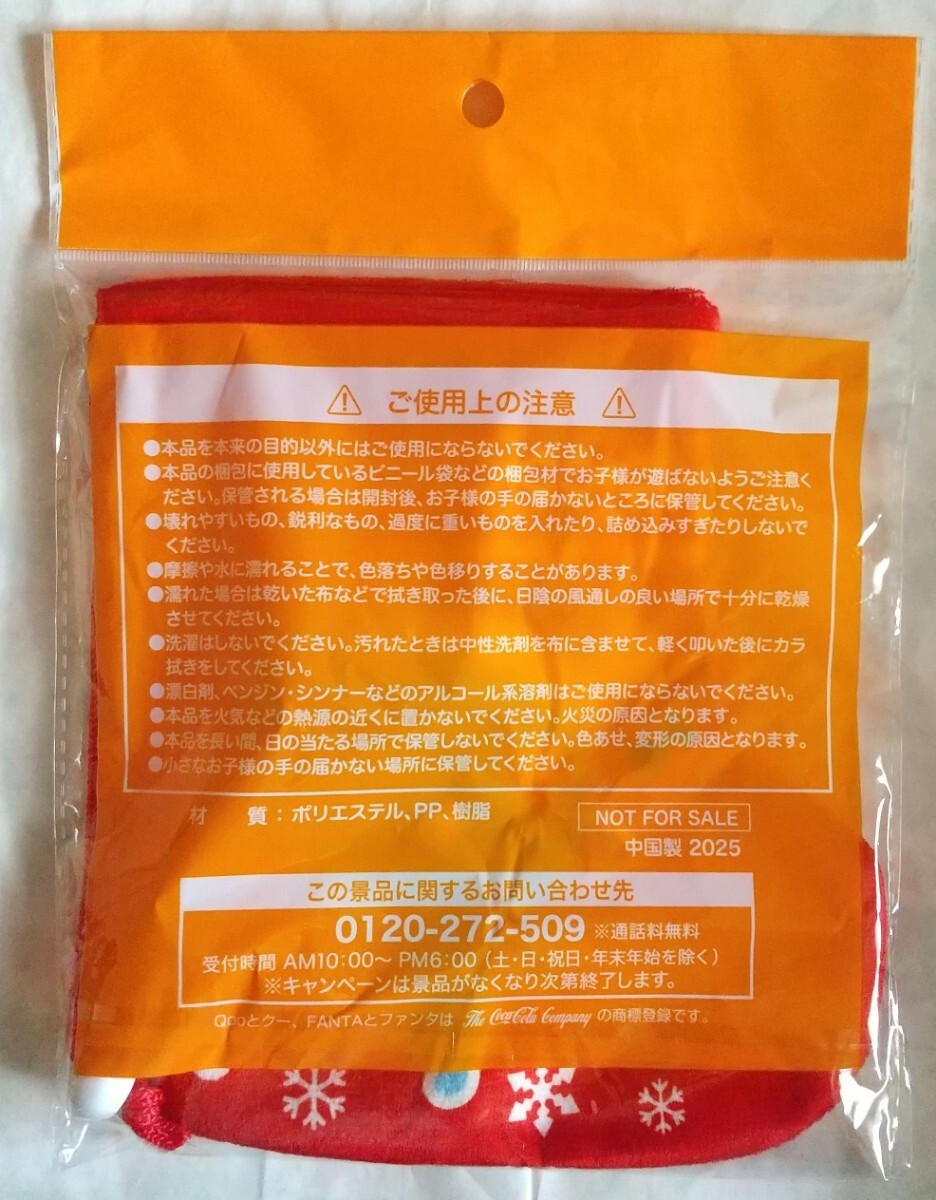 ⚠ ご使用上の注意 ⚠
●本品を本来の目的以外にはご使用にならないでください。
●本品の梱包に使用しているビニール袋などの梱包材でお子様が遊ばないようご注意く
ださい。保管される場合は開封後、お子様の手の届かないところに保管してください。
●壊れやすいもの、鋭利なもの、過度に重いものを入れたり、詰め込みすぎたりしないで
ください。
●摩擦や水に濡れることで、色落ちや色移りすることがあります。
●濡れた場合は乾いた布などで拭き取った後に、日陰の風通しの良い場所で十分に乾燥
させてください。
●洗濯はしないでください。汚れたときは中性洗剤を布に含ませて、軽く叩いた後にカラ
拭きをしてください。
●漂白剤、ベンジン・シンナーなどのアルコール系溶剤はご使用にならないでください。
●本品を火気などの熱源の近くに置かないでください。火災の原因となります。
●本品を長い間、日の当たる場所で保管しないでください。色あせ、変形の原因となります。
●小さなお子様の手の届かない場所に保管してください。
材　質：ポリエステル、PP、樹脂
NOT FOR SALE
中国製 2025
この景品に関するお問い合わせ先
0120-272-509 ※通話料無料
受付時間 AM10:00～ PM6:00（土・日・祝日・年末年始を除く）
※キャンペーンは景品がなくなり次第終了します。
Qooとクー、FANTAとファンタは The Coca-Cola Company の商標登録です。